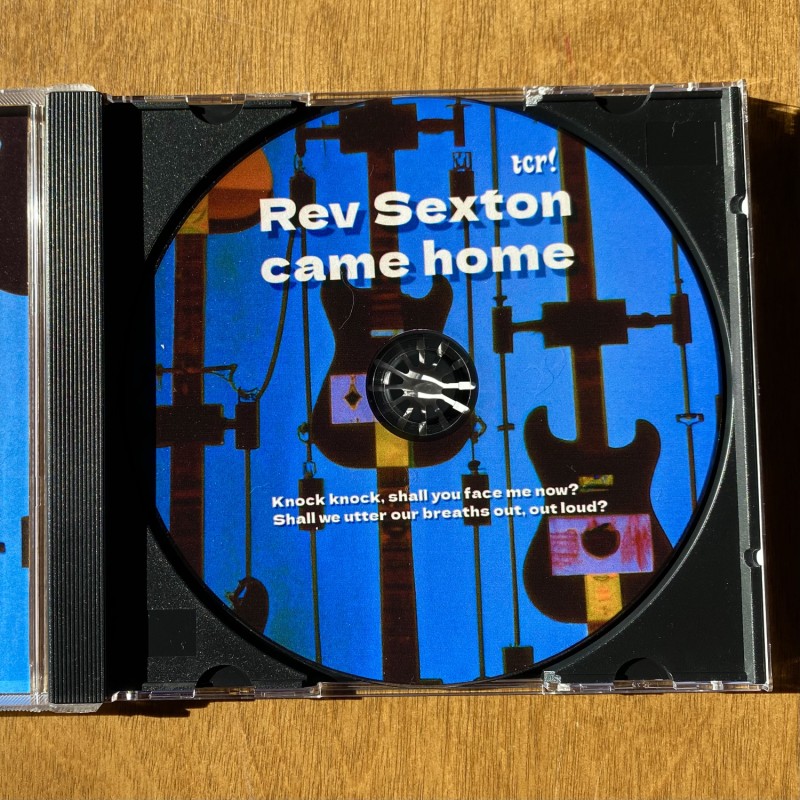 tcr!
Rev Sexton
came home
Knock knock, shall you face me now?
Shall we utter our breaths out, out loud?